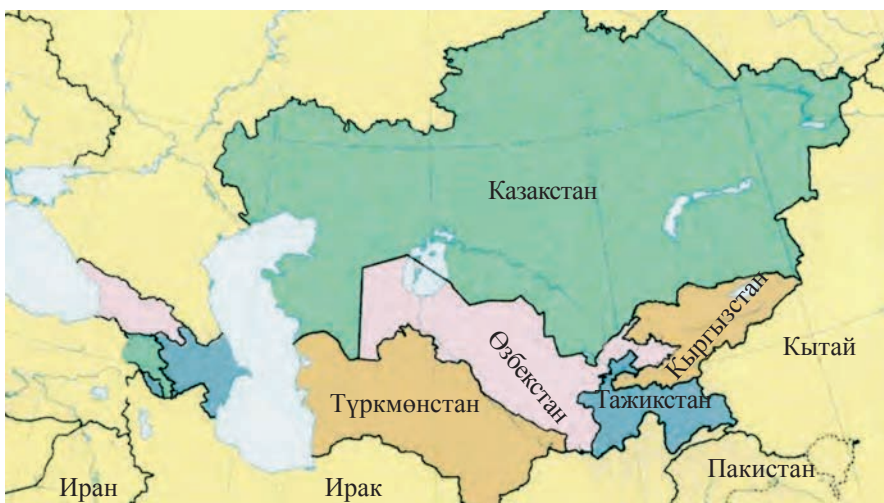 Казакстан
Өзбекстан
Кыргызстан
Кытай
Түркмөнстан
Тажикстан
Пакистан
Иран
Ирак